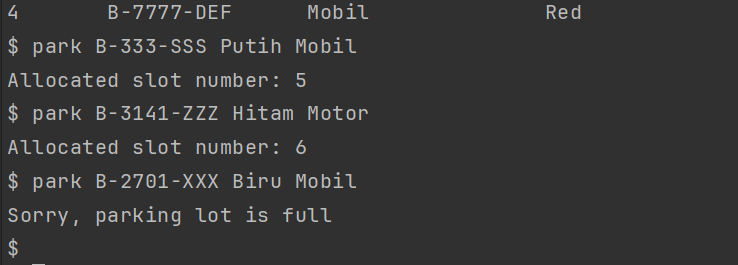 4 B-7777-DEF Mobil Red
$ park B-333-SSS Putih Mobil
Allocated slot number: 5
$ park B-3141-ZZZ Hitam Motor
Allocated slot number: 6
$ park B-2701-XXX Biru Mobil
Sorry, parking lot is full
$